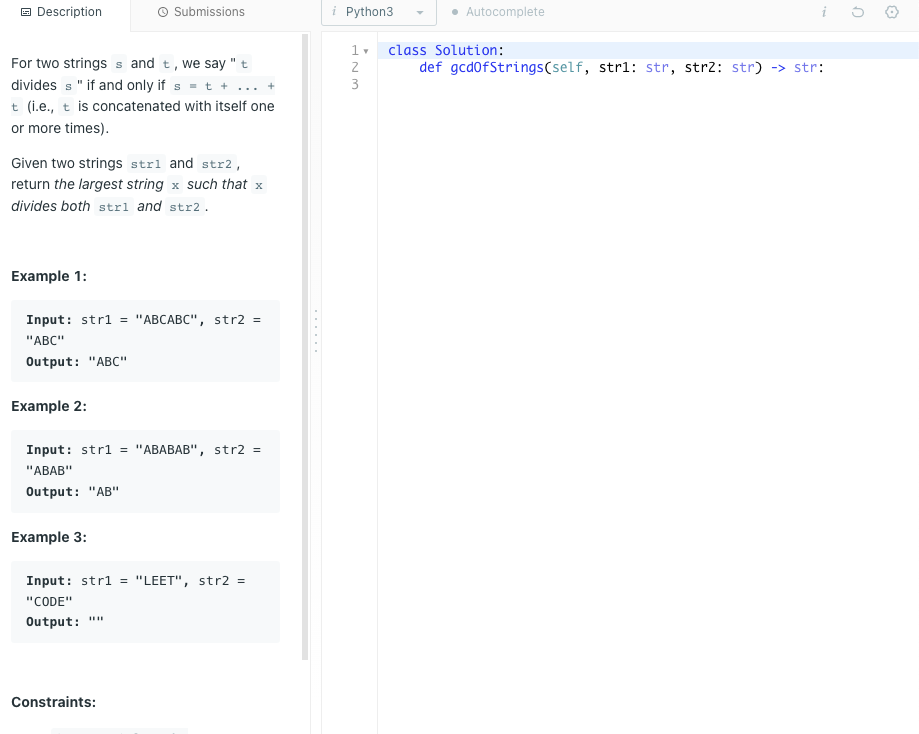 Description
Submissions
i Python3
Autocomplete
i
For two strings s and t, we say "t
divides s" if and only if s = t + ... +
t (i.e., t is concatenated with itself one
or more times).
Given two strings str1 and str2,
return the largest string x such that x
divides both str1 and str2.
Example 1:
Input: str1 = "ABCABC", str2 =
"ABC"
Output: "ABC"
Example 2:
Input: str1 = "ABABAB", str2 =
"ABAB"
Output: "AB"
Example 3:
Input: str1 = "LEET", str2 =
"CODE"
Output: ""
Constraints:
1 class Solution:
2     def gcdOfStrings(self, str1: str, str2: str) -> str:
3